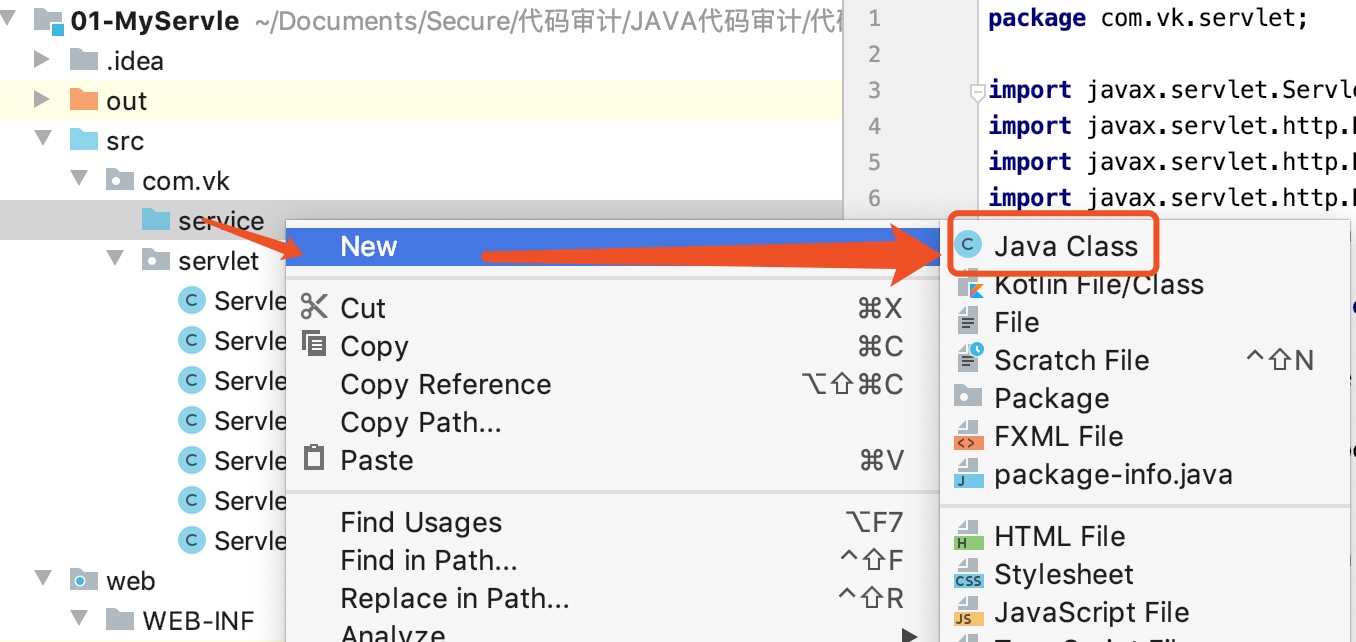 01-MyServle ~/Documents/Secure/代码审计/JAVA代码审计/代
.idea
out
src
com.vk
service
servlet
Servle
Servle
Servle
Servle
Servle
Servle
Servle
web
WEB-INF
New
Cut ⌘X
Copy ⌘C
Copy Reference ⌥⇧⌘C
Copy Path...
Paste ⌘V
Find Usages ⌥F7
Find in Path... ^⇧F
Replace in Path... ^⇧R
Analyze
C Java Class
Kotlin File/Class
File
Scratch File ^⇧N
Package
FXML File
package-info.java
HTML File
Stylesheet
JavaScript File
1 package com.vk.servlet;
2
3 import javax.servlet.Servle
4 import javax.servlet.http.
5 import javax.servlet.http.
6 import javax.servlet.http.